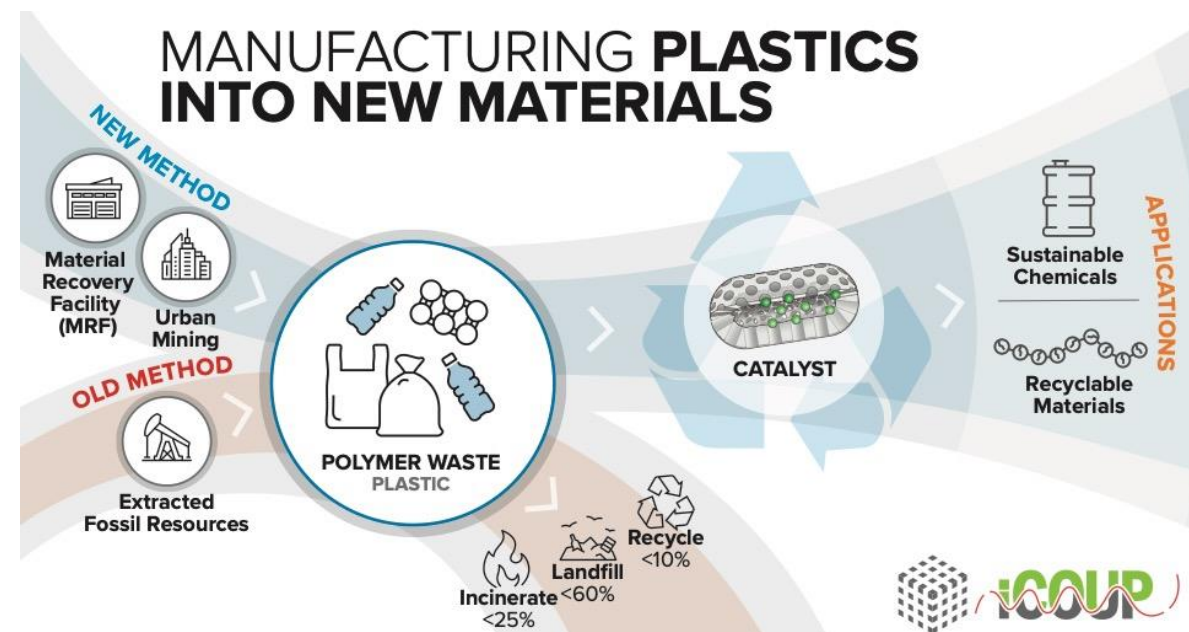 MANUFACTURING PLASTICS
INTO NEW MATERIALS
NEW METHOD
Material
Recovery
Facility
(MRF)
Urban
Mining
OLD METHOD
Extracted
Fossil Resources
POLYMER WASTE
PLASTIC
Incinerate
<25%
Landfill
<60%
Recycle
<10%
CATALYST
Sustainable
Chemicals
Recyclable
Materials
APPLICATIONS
iCOUP